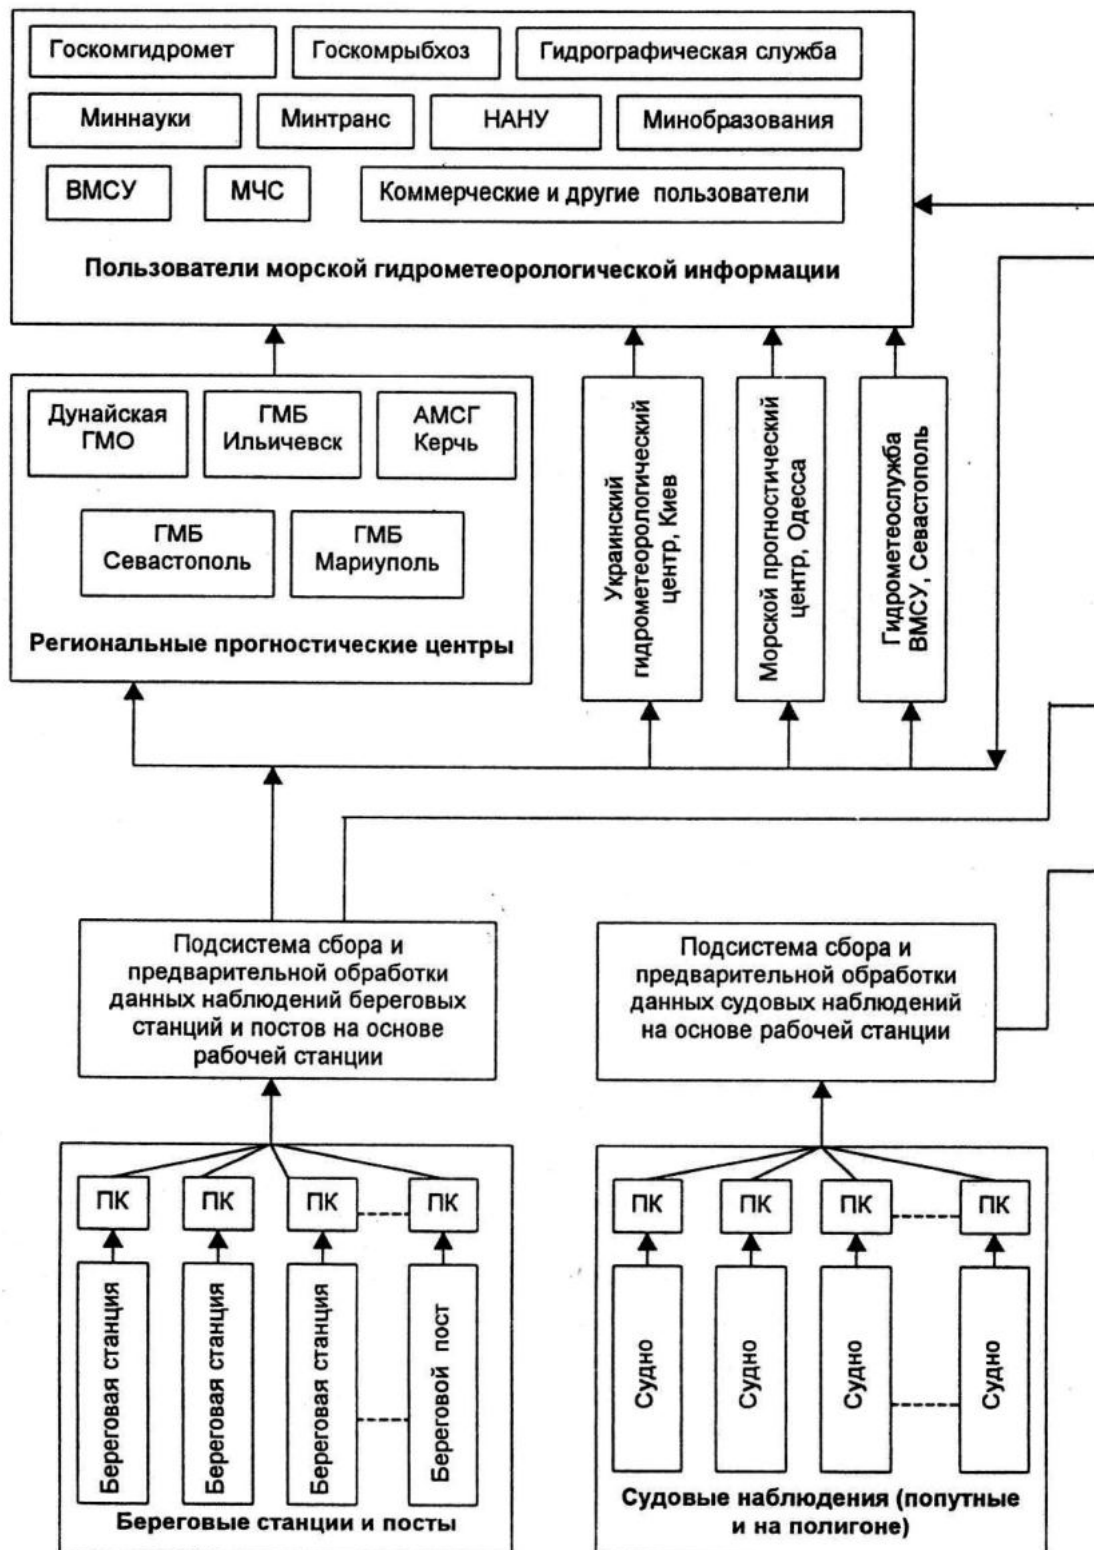 Госкомгидромет
Госкомрыбхоз
Гидрографическая служба
Миннауки
Минтранс
НАНУ
Минобразования
ВМСУ
МЧС
Коммерческие и другие пользователи
Пользователи морской гидрометеорологической информации
Дунайская
ГМО
ГМБ
Ильичевск
АМСГ
Керчь
ГМБ
Севастополь
ГМБ
Мариуполь
Региональные прогностические центры
Украинский
гидрометеорологический
центр, Киев
Морской прогностический
центр, Одесса
Гидрометеослужба
ВМСУ, Севастополь
Подсистема сбора и
предварительной обработки
данных наблюдений береговых
станций и постов на основе
рабочей станции
Подсистема сбора и
предварительной обработки
данных судовых наблюдений
на основе рабочей станции
ПК
ПК
ПК
ПК
Береговая станция
Береговая станция
Береговая станция
Береговой пост
Береговые станции и посты
ПК
ПК
ПК
ПК
Судно
Судно
Судно
Судно
Судовые наблюдения (попутные
и на полигоне)